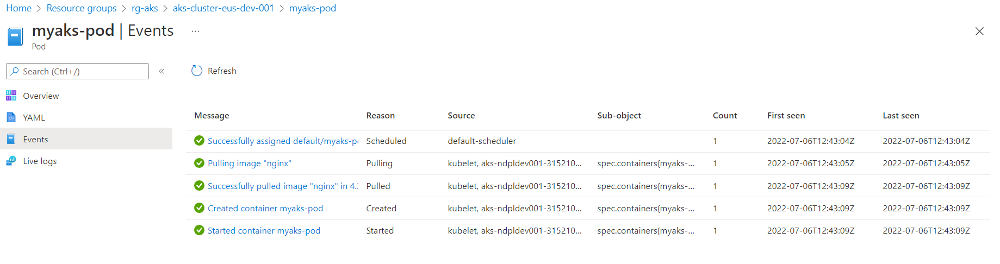 Home > Resource groups > rg-aks > aks-cluster-eus-dev-001 > myaks-pod
myaks-pod | Events ...
Pod
Search (Ctrl+/) «
Refresh
Overview
YAML
Events
Live logs
Message Reason Source Sub-object Count First seen Last seen
Successfully assigned default/myaks-po Scheduled default-scheduler 1 2022-07-06T12:43:04Z 2022-07-06T12:43:04Z
Pulling image "nginx" Pulling kubelet, aks-ndpldev001-315210... spec.containers{myaks-... 1 2022-07-06T12:43:05Z 2022-07-06T12:43:05Z
Successfully pulled image "nginx" in 4.3 Pulled kubelet, aks-ndpldev001-315210... spec.containers{myaks-... 1 2022-07-06T12:43:09Z 2022-07-06T12:43:09Z
Created container myaks-pod Created kubelet, aks-ndpldev001-315210... spec.containers{myaks-... 1 2022-07-06T12:43:09Z 2022-07-06T12:43:09Z
Started container myaks-pod Started kubelet, aks-ndpldev001-315210... spec.containers{myaks-... 1 2022-07-06T12:43:09Z 2022-07-06T12:43:09Z